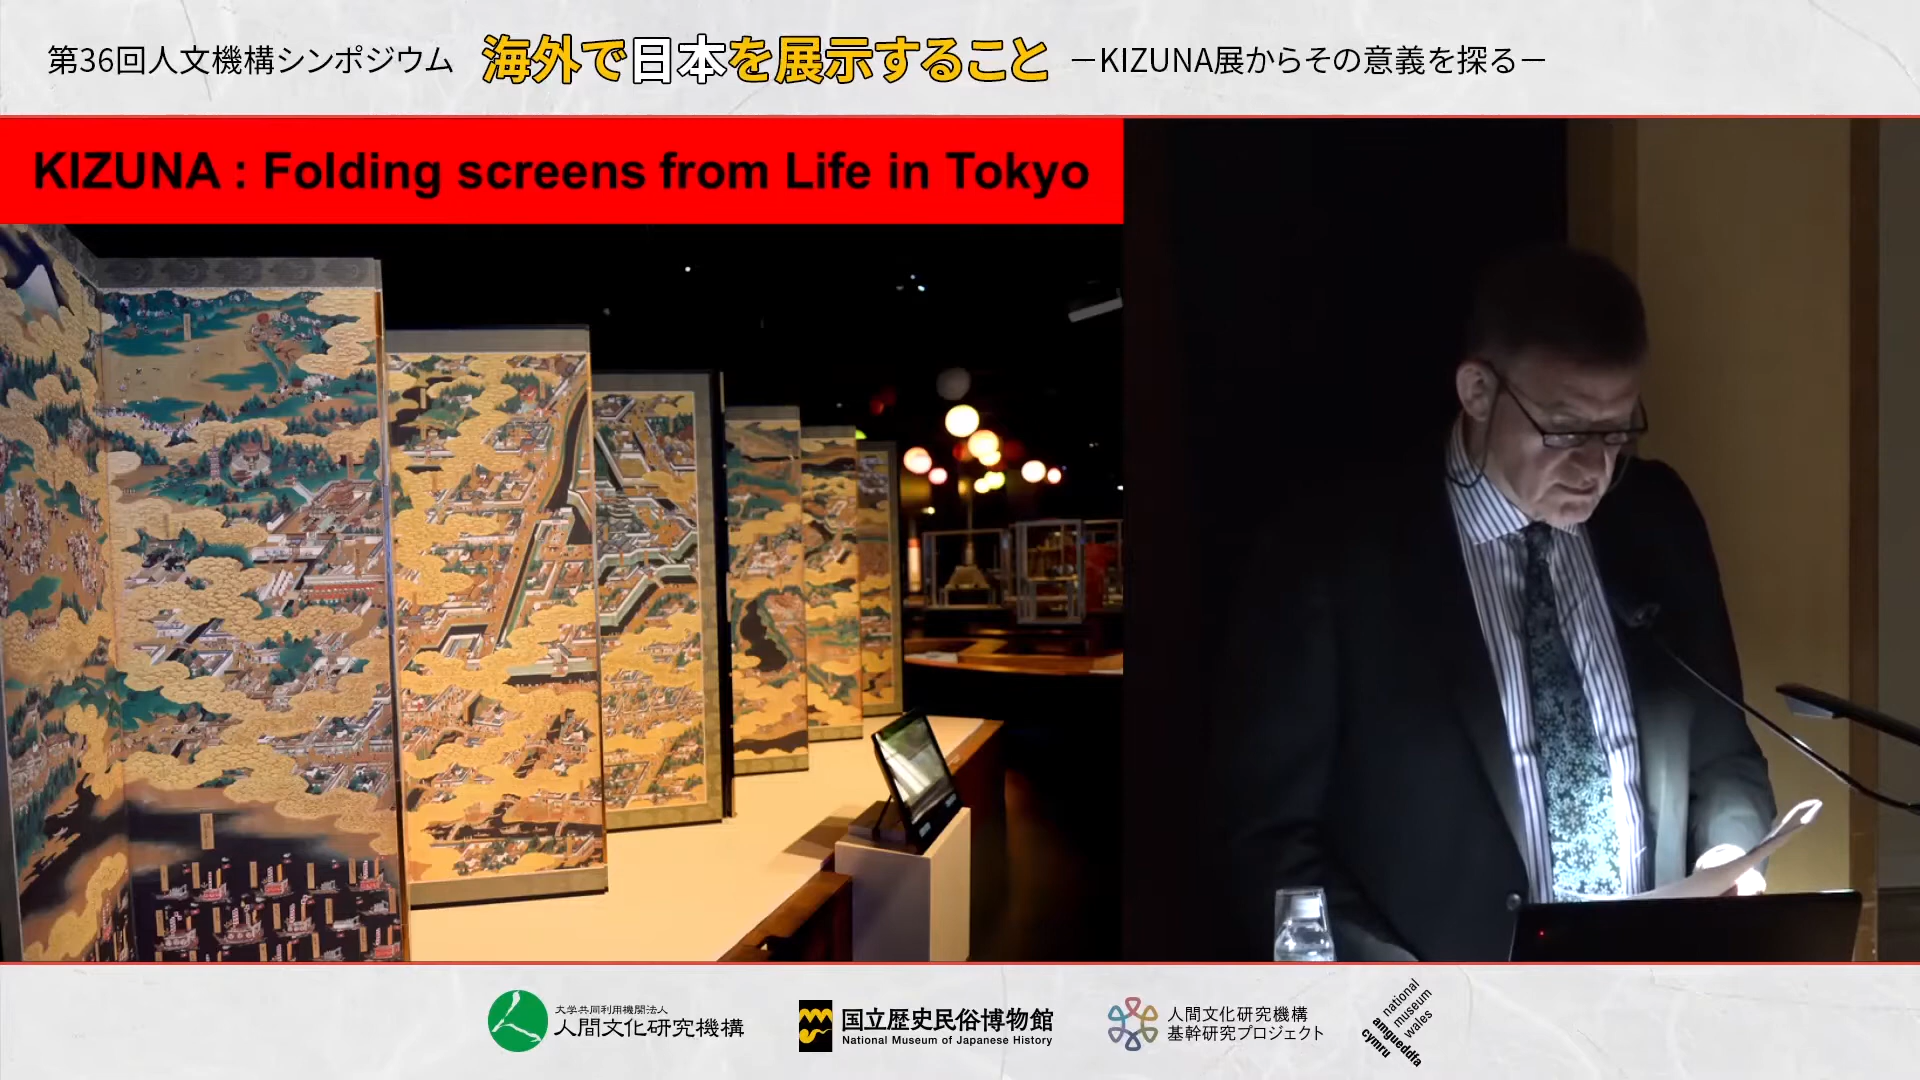 第36回人文機構シンポジウム 海外で日本を展示すること －KIZUNA展からその意義を探る－
KIZUNA : Folding screens from Life in Tokyo
大学共同利用機関法人
人間文化研究機構
国立歴史民俗博物館
National Museum of Japanese History
人間文化研究機構
基幹研究プロジェクト
national
museum
wales
amgueddfa
cymru